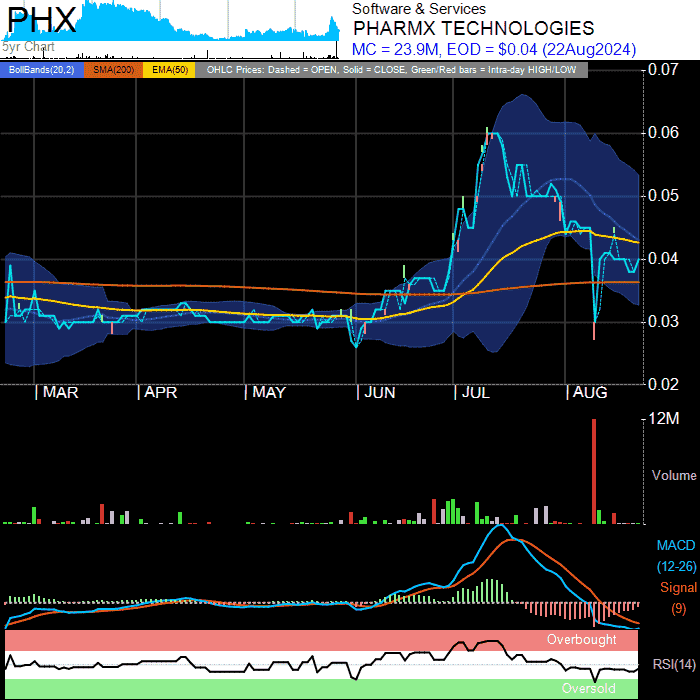 PHX
5yr Chart
Software & Services
PHARMX TECHNOLOGIES
MC = 23.9M, EOD = $0.04 (22Aug2024)
BollBands(20,2) SMA(200) EMA(50) OHLC Prices: Dashed = OPEN, Solid = CLOSE, Green/Red bars = Intra-day HIGH/LOW
0.07
0.06
0.05
0.04
0.03
0.02
| MAR | APR | MAY | JUN | JUL | AUG
12M
Volume
MACD
(12-26)
Signal
(9)
Overbought
RSI(14)
Oversold